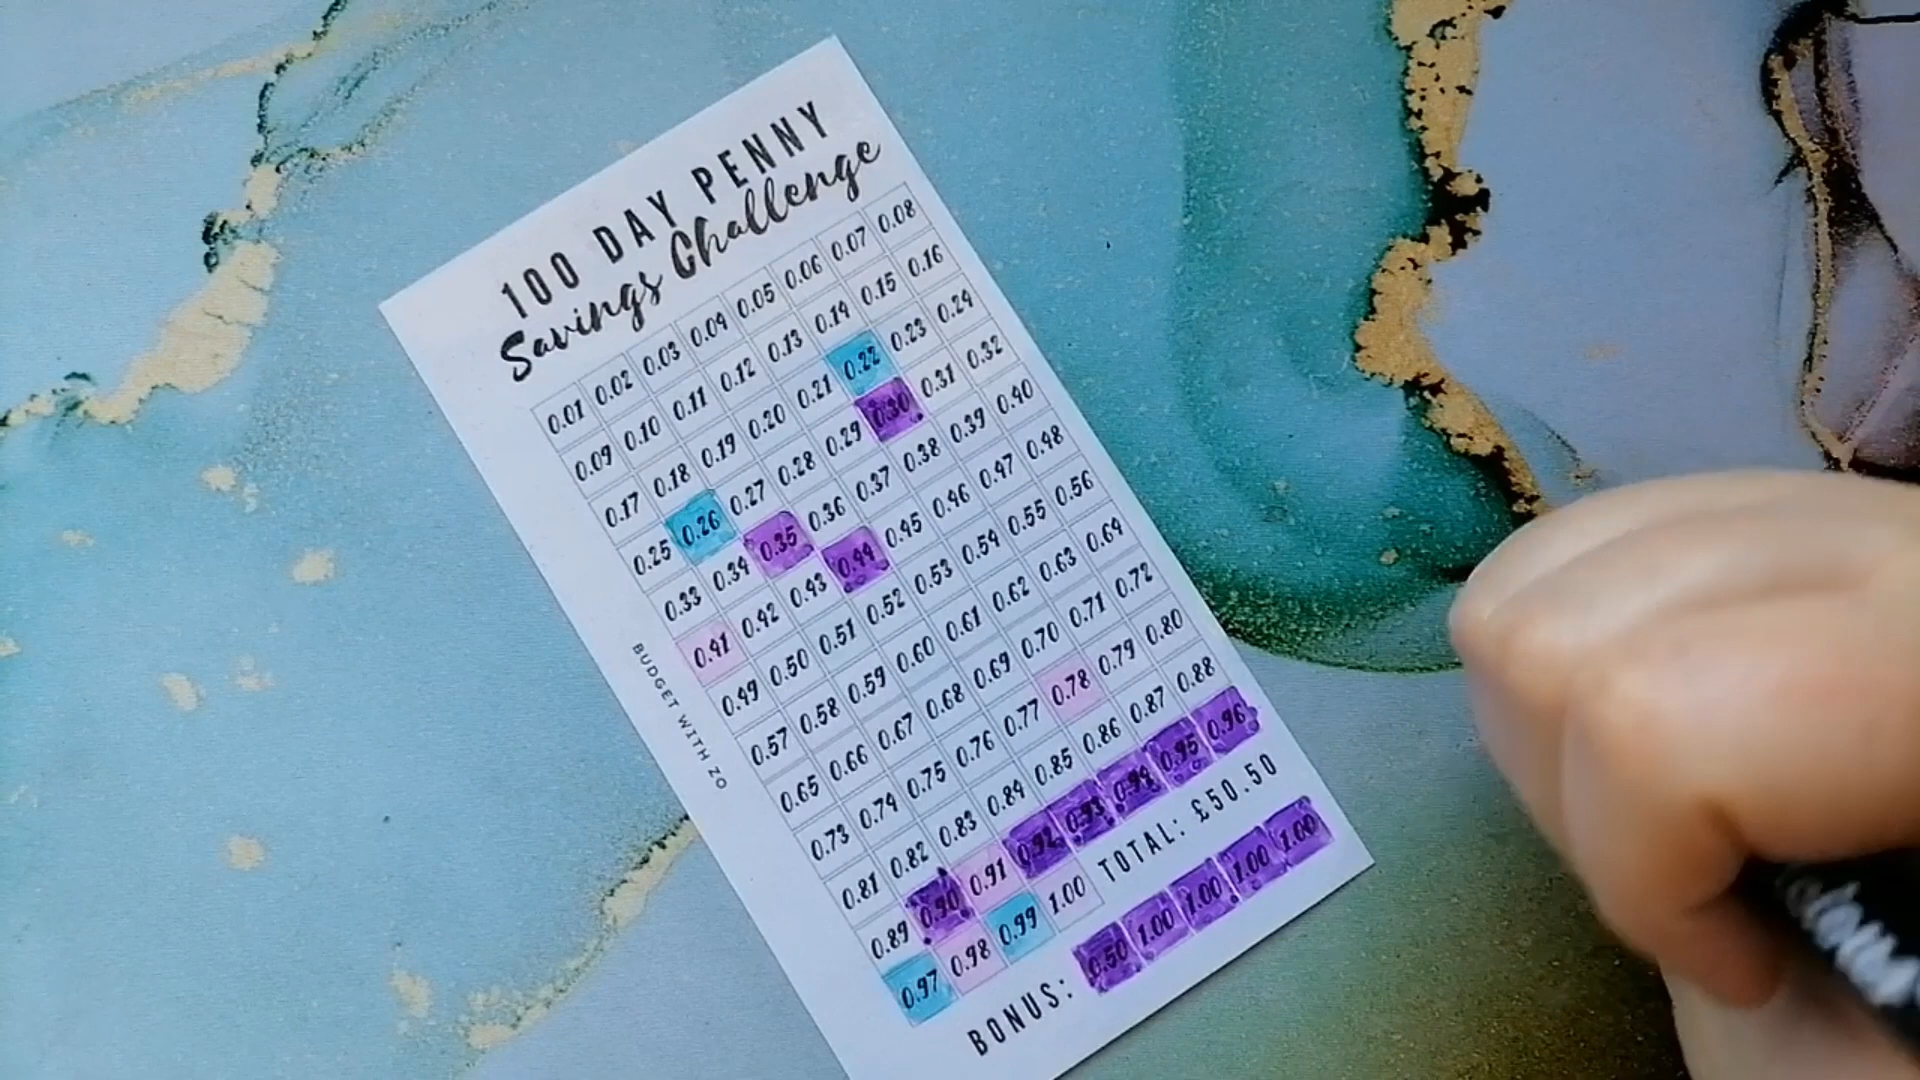 100 DAY PENNY
Savings Challenge
0.01 0.02 0.03 0.04 0.05 0.06 0.07 0.08
0.09 0.10 0.11 0.12 0.13 0.14 0.15 0.16
0.17 0.18 0.19 0.20 0.21 0.22 0.23 0.24
0.25 0.26 0.27 0.28 0.29 0.30 0.31 0.32
0.33 0.34 0.35 0.36 0.37 0.38 0.39 0.40
0.41 0.42 0.43 0.44 0.45 0.46 0.47 0.48
0.49 0.50 0.51 0.52 0.53 0.54 0.55 0.56
0.57 0.58 0.59 0.60 0.61 0.62 0.63 0.64
0.65 0.66 0.67 0.68 0.69 0.70 0.71 0.72
0.73 0.74 0.75 0.76 0.77 0.78 0.79 0.80
0.81 0.82 0.83 0.84 0.85 0.86 0.87 0.88
0.89 0.90 0.91 0.92 0.93 0.94 0.95 0.96
0.97 0.98 0.99 1.00 TOTAL: £50.50
BONUS: 0.50 1.00 1.00 1.00 1.00
BUDGET WITH ZO